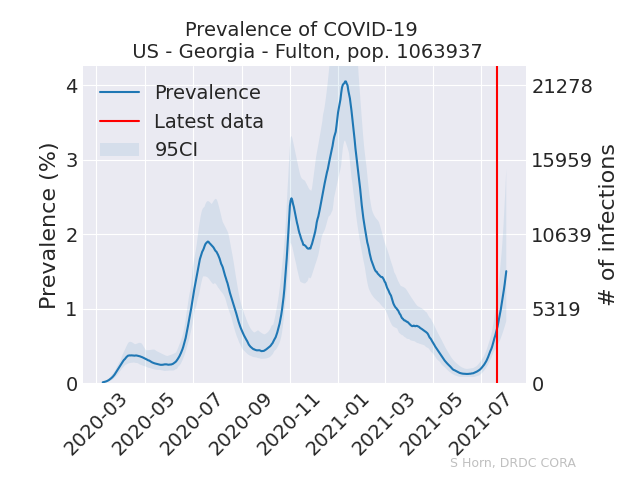 Prevalence of COVID-19
US - Georgia - Fulton, pop. 1063937
Prevalence
Latest data
95CI
Prevalence (%)
4
3
2
1
0
21278
15959
10639
5319
0
# of infections
2020-03
2020-05
2020-07
2020-09
2020-11
2021-01
2021-03
2021-05
2021-07
S Horn, DRDC CORA